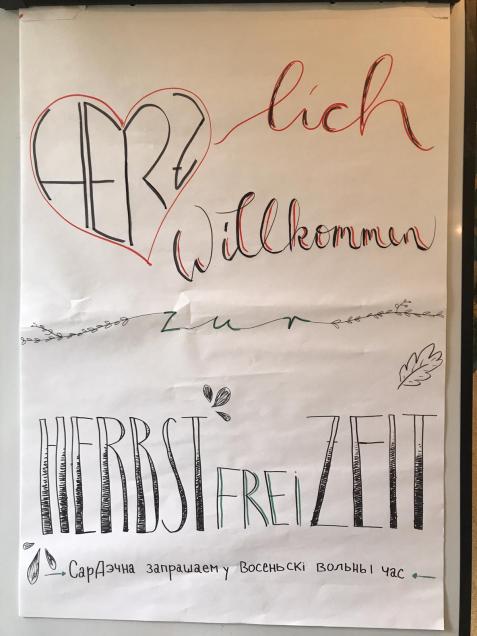 HERZlich
Willkommen
zur
HERBSTFREiZEIT
СарДэчна запрашаем у Восеньскі вольны час